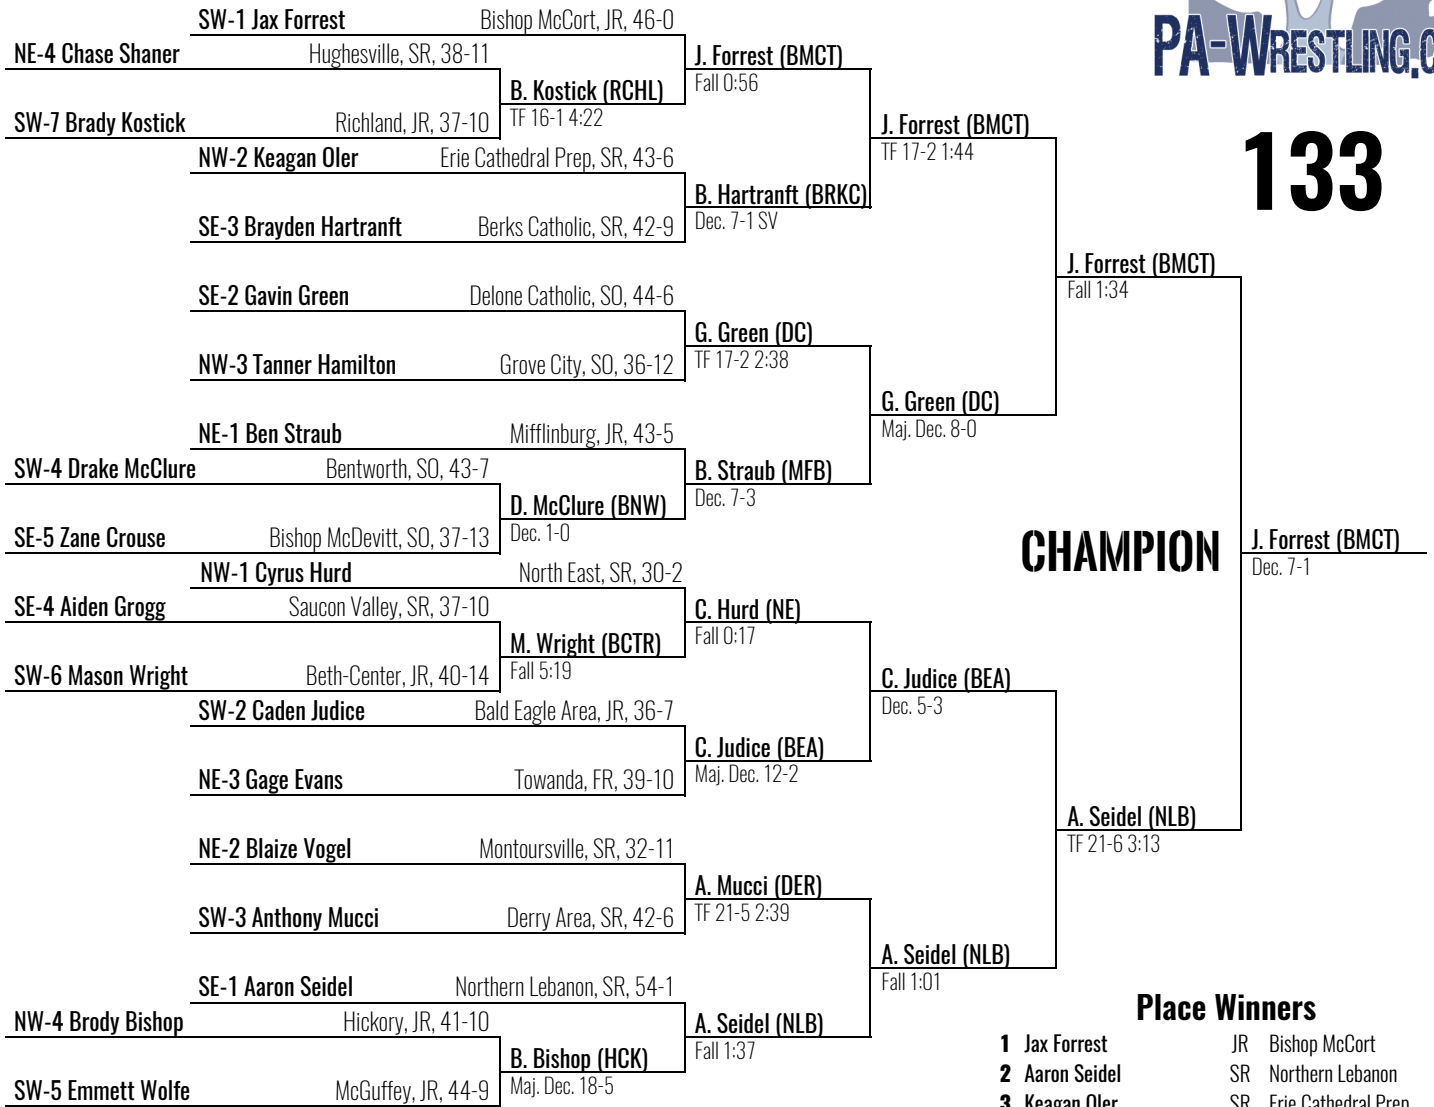 PA-WRESTLING.C
133
SW-1 Jax Forrest Bishop McCort, JR, 46-0
NE-4 Chase Shaner Hughesville, SR, 38-11
J. Forrest (BMCT)
Fall 0:56
B. Kostick (RCHL)
TF 16-1 4:22
SW-7 Brady Kostick Richland, JR, 37-10
J. Forrest (BMCT)
TF 17-2 1:44
NW-2 Keagan Oler Erie Cathedral Prep, SR, 43-6
B. Hartranft (BRKC)
Dec. 7-1 SV
SE-3 Brayden Hartranft Berks Catholic, SR, 42-9
J. Forrest (BMCT)
Fall 1:34
SE-2 Gavin Green Delone Catholic, SO, 44-6
G. Green (DC)
TF 17-2 2:38
NW-3 Tanner Hamilton Grove City, SO, 36-12
G. Green (DC)
Maj. Dec. 8-0
NE-1 Ben Straub Mifflinburg, JR, 43-5
SW-4 Drake McClure Bentworth, SO, 43-7
B. Straub (MFB)
Dec. 7-3
D. McClure (BNW)
Dec. 1-0
SE-5 Zane Crouse Bishop McDevitt, SO, 37-13
CHAMPION
J. Forrest (BMCT)
Dec. 7-1
NW-1 Cyrus Hurd North East, SR, 30-2
SE-4 Aiden Grogg Saucon Valley, SR, 37-10
C. Hurd (NE)
Fall 0:17
M. Wright (BCTR)
Fall 5:19
SW-6 Mason Wright Beth-Center, JR, 40-14
C. Judice (BEA)
Dec. 5-3
SW-2 Caden Judice Bald Eagle Area, JR, 36-7
C. Judice (BEA)
Maj. Dec. 12-2
NE-3 Gage Evans Towanda, FR, 39-10
A. Seidel (NLB)
TF 21-6 3:13
NE-2 Blaize Vogel Montoursville, SR, 32-11
A. Mucci (DER)
TF 21-5 2:39
SW-3 Anthony Mucci Derry Area, SR, 42-6
A. Seidel (NLB)
Fall 1:01
SE-1 Aaron Seidel Northern Lebanon, SR, 54-1
NW-4 Brody Bishop Hickory, JR, 41-10
A. Seidel (NLB)
Fall 1:37
B. Bishop (HCK)
Maj. Dec. 18-5
SW-5 Emmett Wolfe McGuffey, JR, 44-9
Place Winners
1 Jax Forrest JR Bishop McCort
2 Aaron Seidel SR Northern Lebanon
3 Keagan Oler SR Erie Cathedral Prep